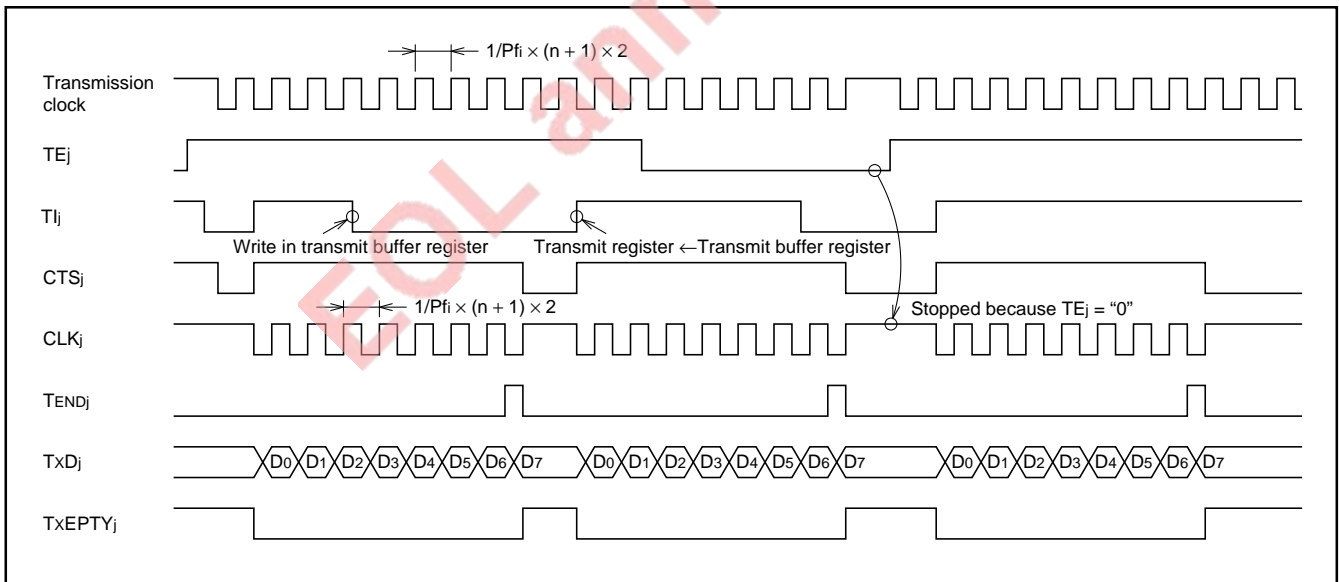 1/Pfi × (n + 1) × 2
Transmission
clock
TEj
TIj
Write in transmit buffer register
Transmit register ←Transmit buffer register
CTSj
1/Pfi × (n + 1) × 2
Stopped because TEj = “0”
CLKj
TENDj
TxDj
D0 D1 D2 D3 D4 D5 D6 D7 D0 D1 D2 D3 D4 D5 D6 D7 D0 D1 D2 D3 D4 D5 D6 D7
TxEPTYj
EOL ann